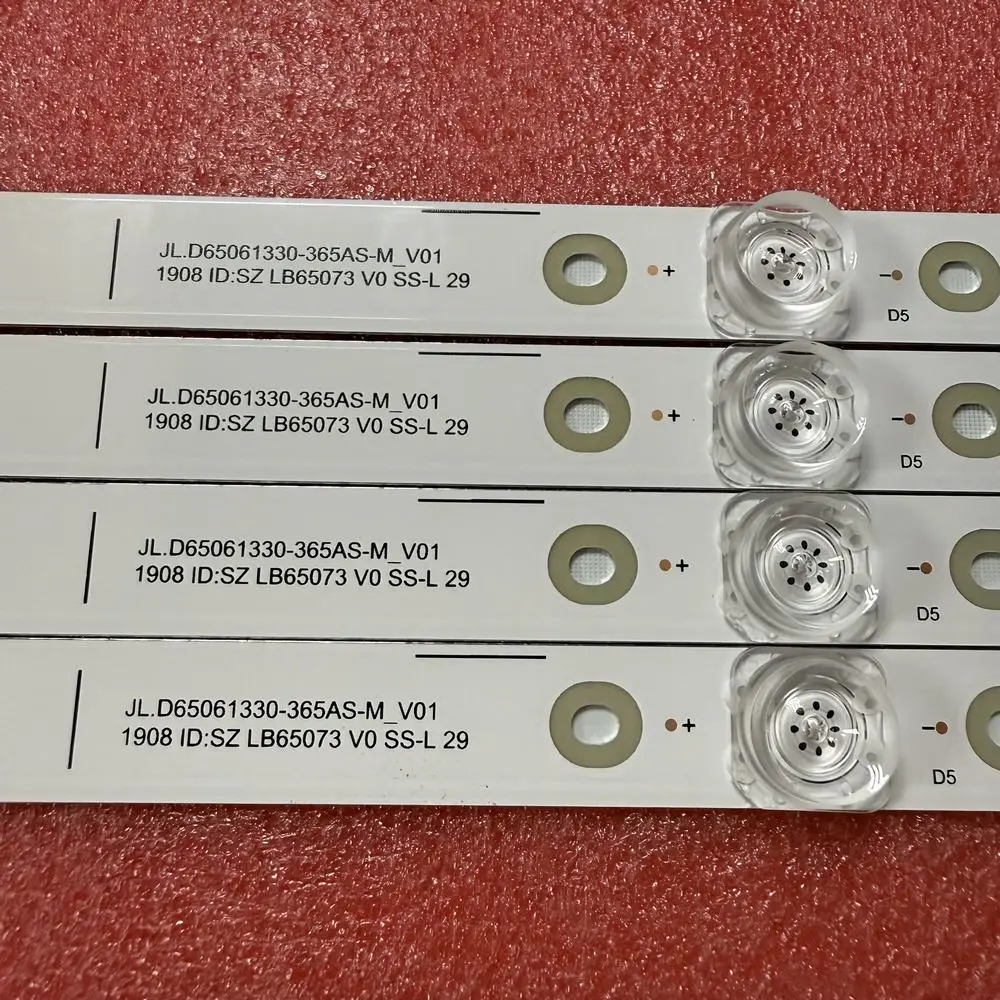 JL.D65061330-365AS-M_V01
1908 ID:SZ LB65073 V0 SS-L 29
+
-
D5
JL.D65061330-365AS-M_V01
1908 ID:SZ LB65073 V0 SS-L 29
+
-
D5
JL.D65061330-365AS-M_V01
1908 ID:SZ LB65073 V0 SS-L 29
+
-
D5
JL.D65061330-365AS-M_V01
1908 ID:SZ LB65073 V0 SS-L 29
+
-
D5